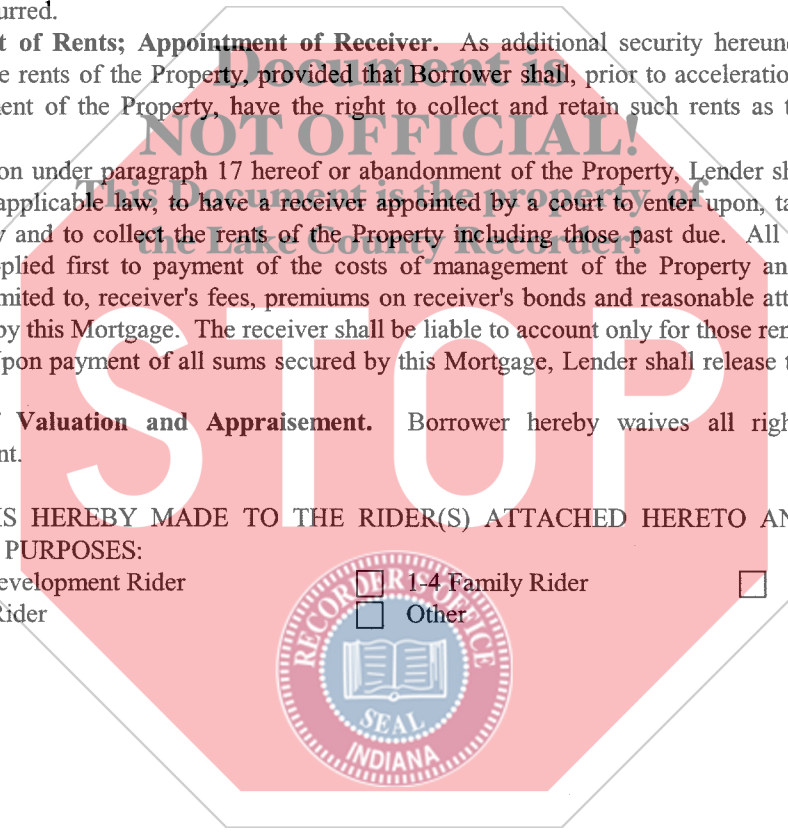 urred.
t of Rents; Appointment of Receiver. As additional security hereund
e rents of the Property, provided that Borrower shall, prior to acceleratio
nent of the Property, have the right to collect and retain such rents as t
on under paragraph 17 hereof or abandonment of the Property, Lender sh
applicable law, to have a receiver appointed by a court to enter upon, ta
y and to collect the rents of the Property including those past due. All
plied first to payment of the costs of management of the Property an
mited to, receiver's fees, premiums on receiver's bonds and reasonable att
by this Mortgage. The receiver shall be liable to account only for those ren
Upon payment of all sums secured by this Mortgage, Lender shall release t
f Valuation and Appraisement. Borrower hereby waives all righ
nt.
IS HEREBY MADE TO THE RIDER(S) ATTACHED HERETO AN
PURPOSES:
evelopment Rider 1-4 Family Rider
Rider Other
Document is
NOT OFFICIAL!
This Document is the property of
the Lake County Recorder!
STOP
RECORDER'S OFFICE
SEAL
INDIANA